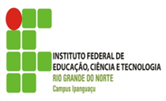 INSTITUTO FEDERAL DE
EDUCAÇÃO, CIÊNCIA E TECNOLOGIA
RIO GRANDE DO NORTE
Campus Ipanguaçu